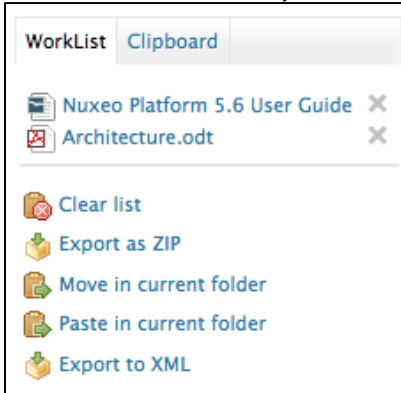 WorkList Clipboard
Nuxeo Platform 5.6 User Guide
Architecture.odt
Clear list
Export as ZIP
Move in current folder
Paste in current folder
Export to XML